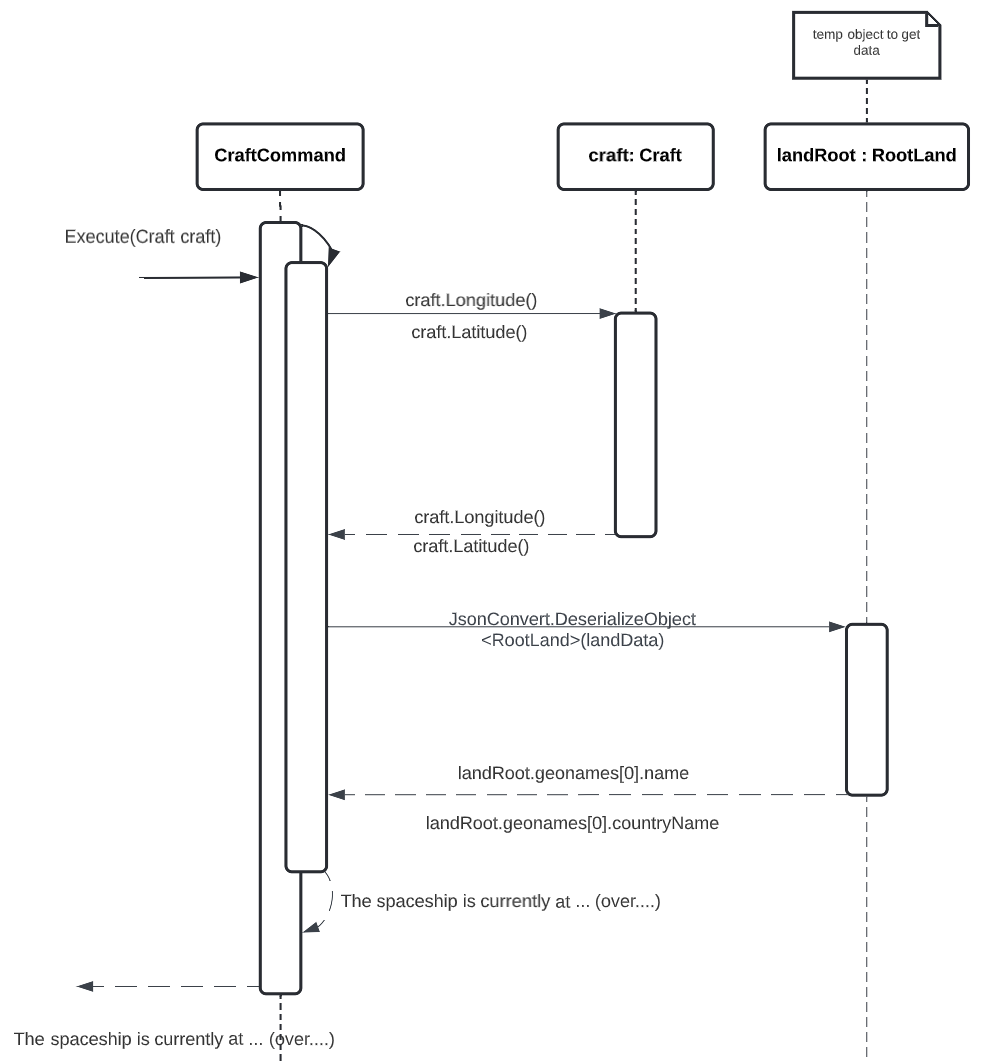 temp object to get
data
CraftCommand
craft: Craft
landRoot : RootLand
Execute(Craft craft)
craft.Longitude()
craft.Latitude()
craft.Longitude()
craft.Latitude()
JsonConvert.DeserializeObject
<RootLand>(landData)
landRoot.geonames[0].name
landRoot.geonames[0].countryName
The spaceship is currently at ... (over....)
The spaceship is currently at ... (over....)